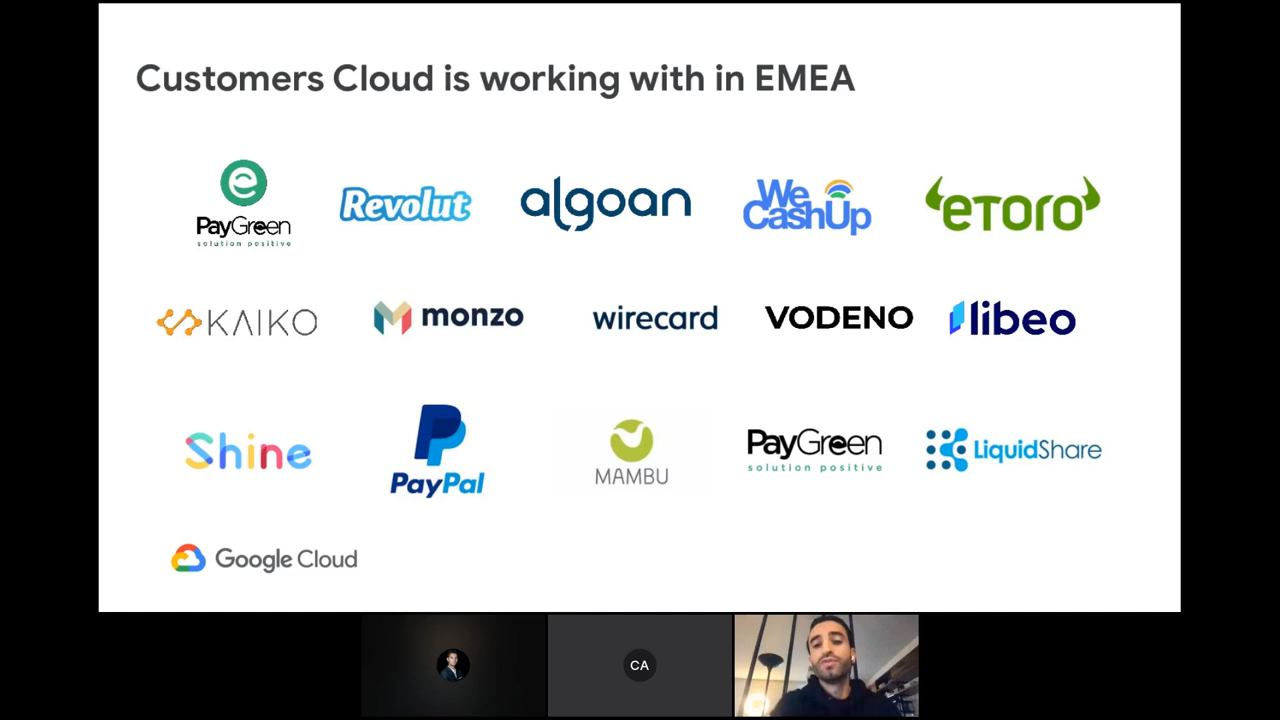 Customers Cloud is working with in EMEA
PayGreen
solution positive
Revolut
algoan
We
CashUp
eTORO
KAIKO
monzo
wirecard
VODENO
libeo
Shine
PayPal
MAMBU
PayGreen
solution positive
LiquidShare
Google Cloud
CA